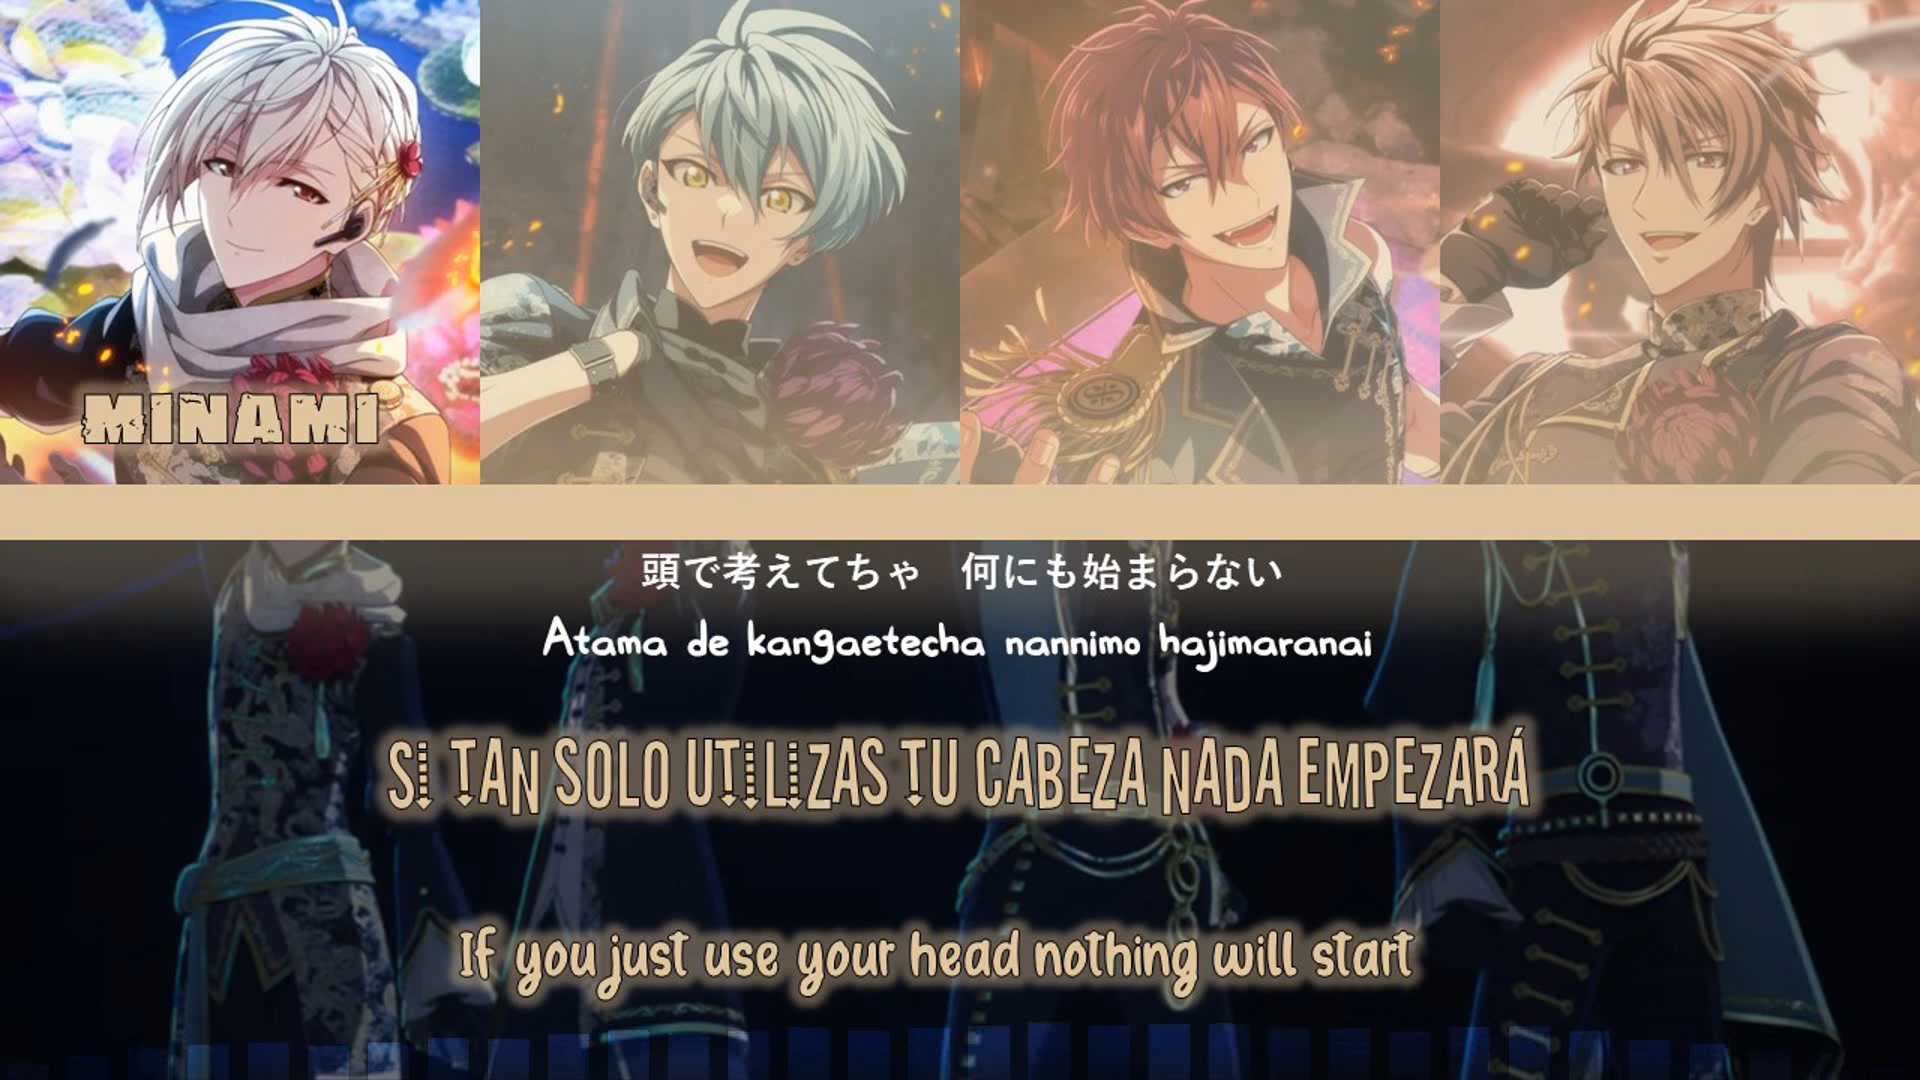 MINAMI
頭で考えてちゃ　何にも始まらない
Atama de kangaetecha nannimo hajimaranai
Si TAN SOLO UTiLiZAS TU CABEZA NADA EMPEZARÁ
If you just use your head nothing will start